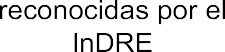 reconocidas por el
InDRE